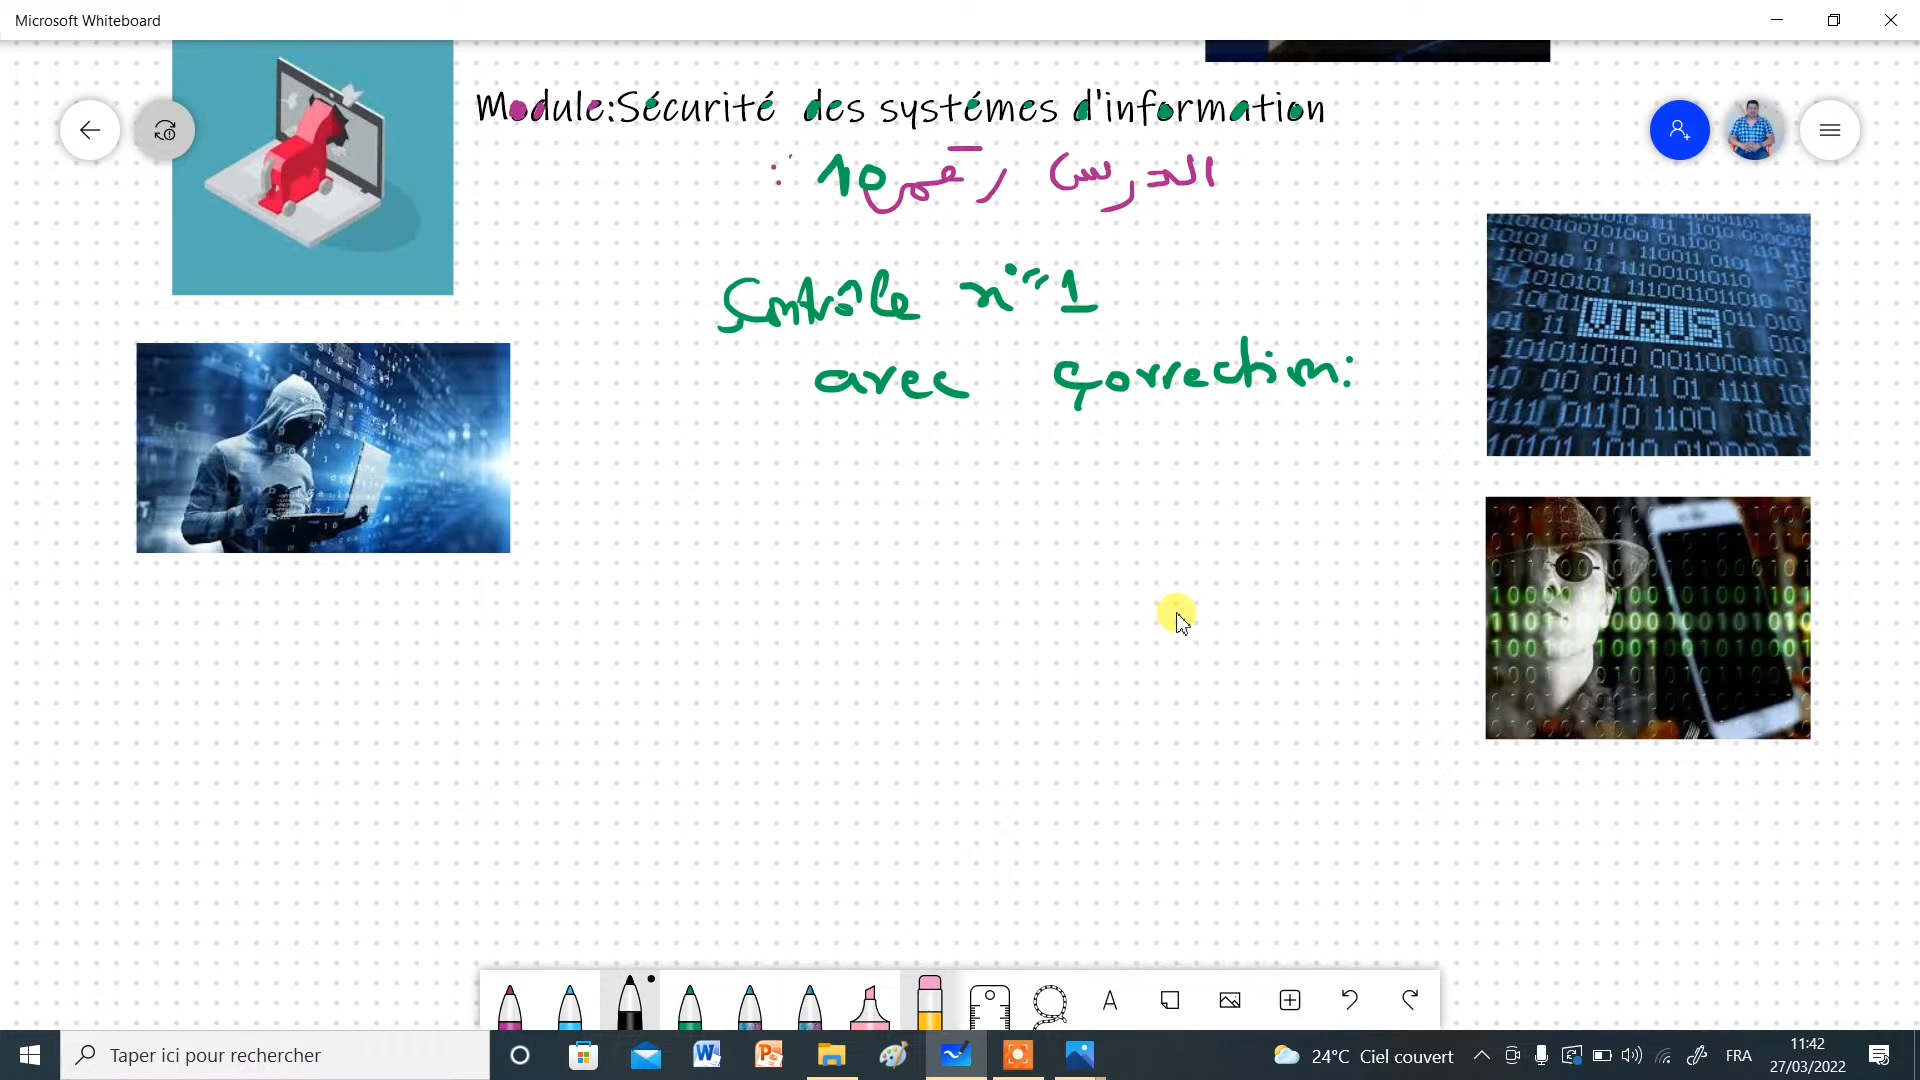 Microsoft Whiteboard
Module:Sécurité des systémes d'information
الدرس رقم 10 :
Contrôle n° 1
avec correction:
VIRUS
Taper ici pour rechercher
24°C Ciel couvert
FRA
11:42
27/03/2022